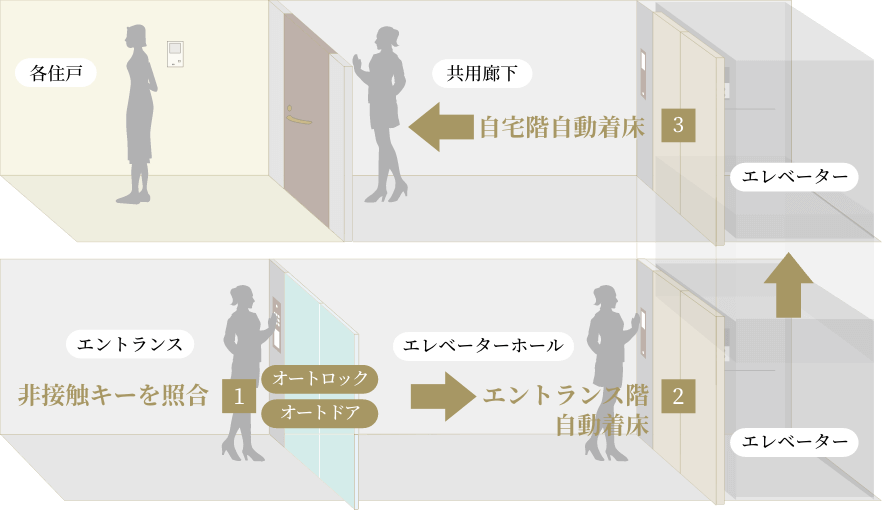 各住戸
共用廊下
自宅階自動着床 3
エレベーター
エントランス
非接触キーを照合 1
オートロック
オートドア
エレベーターホール
エントランス階
自動着床
2
エレベーター